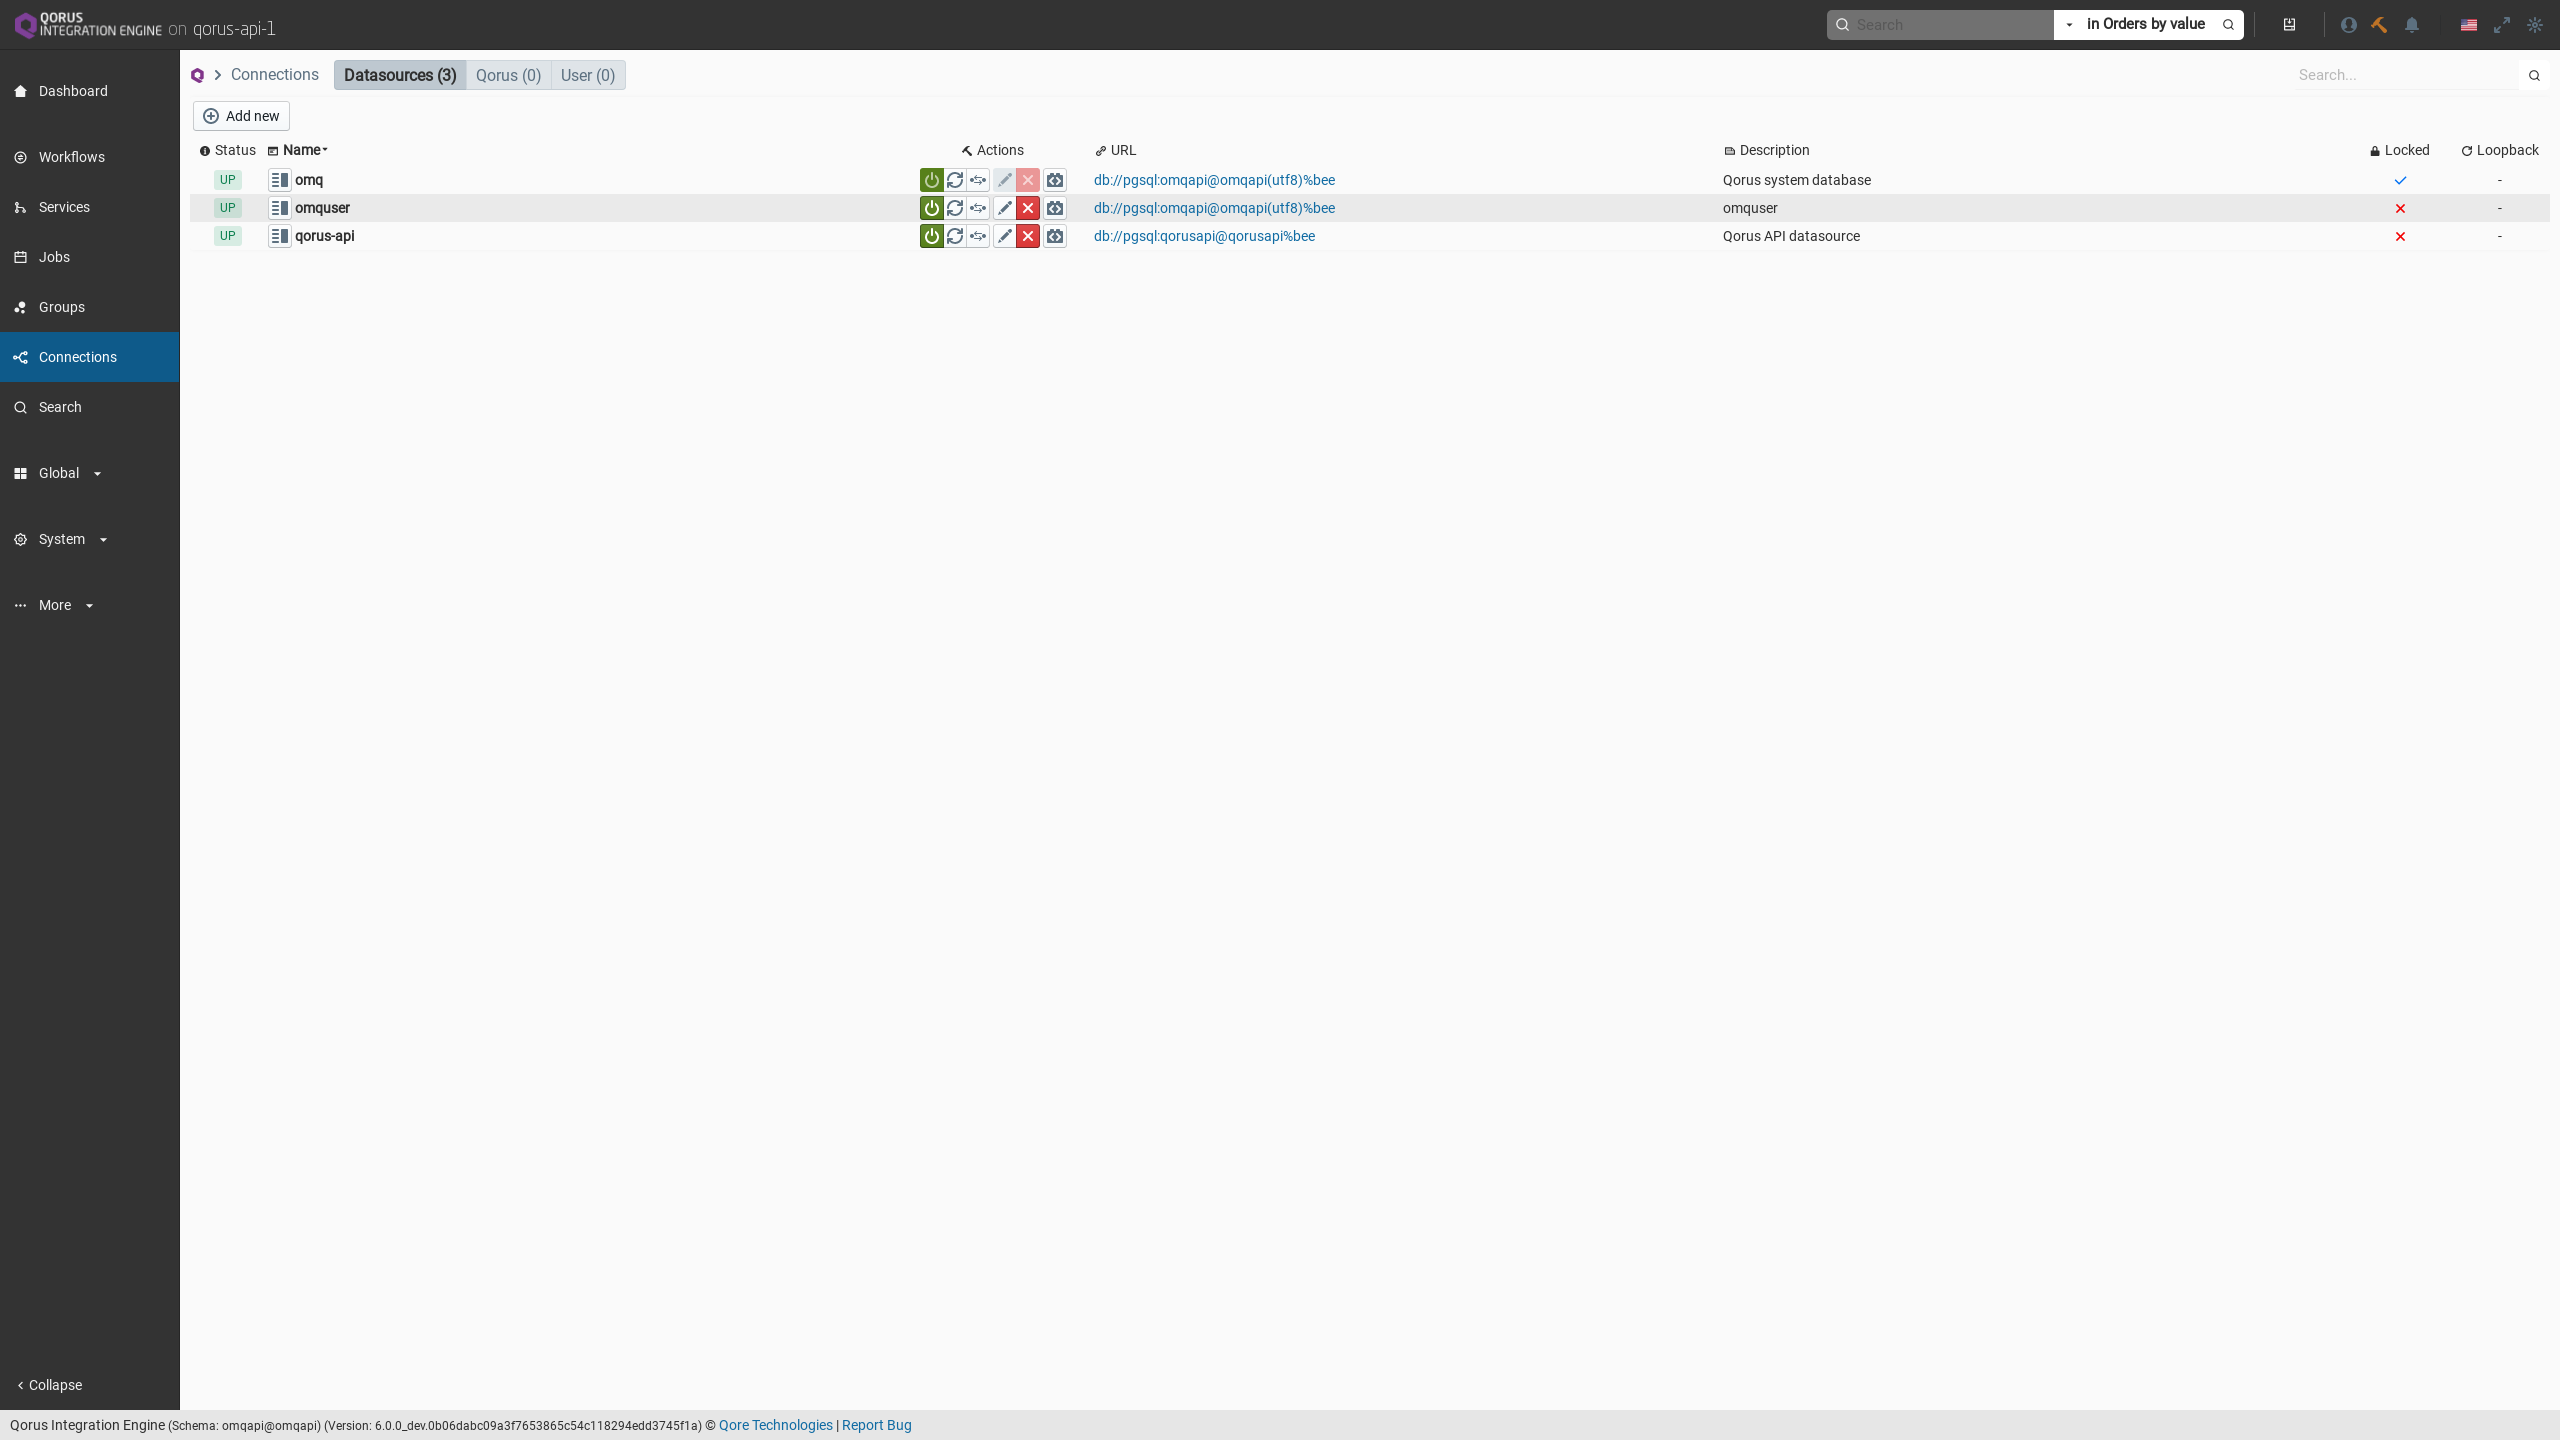 QORUS
INTEGRATION ENGINE on qorus-api-1
Search
in Orders by value
Dashboard
Workflows
Services
Jobs
Groups
Connections
Search
Global
System
More
Collapse
Connections Datasources (3) Qorus (0) User (0)
Search...
Add new
Status Name Actions URL Description Locked Loopback
UP omq db://pgsql:omqapi@omqapi(utf8)%bee Qorus system database -
UP omquser db://pgsql:omqapi@omqapi(utf8)%bee omquser -
UP qorus-api db://pgsql:qorusapi@qorusapi%bee Qorus API datasource -
Qorus Integration Engine (Schema: omqapi@omqapi) (Version: 6.0.0_dev.0b06dabc09a3f7653865c54c118294edd3745f1a) © Qore Technologies | Report Bug